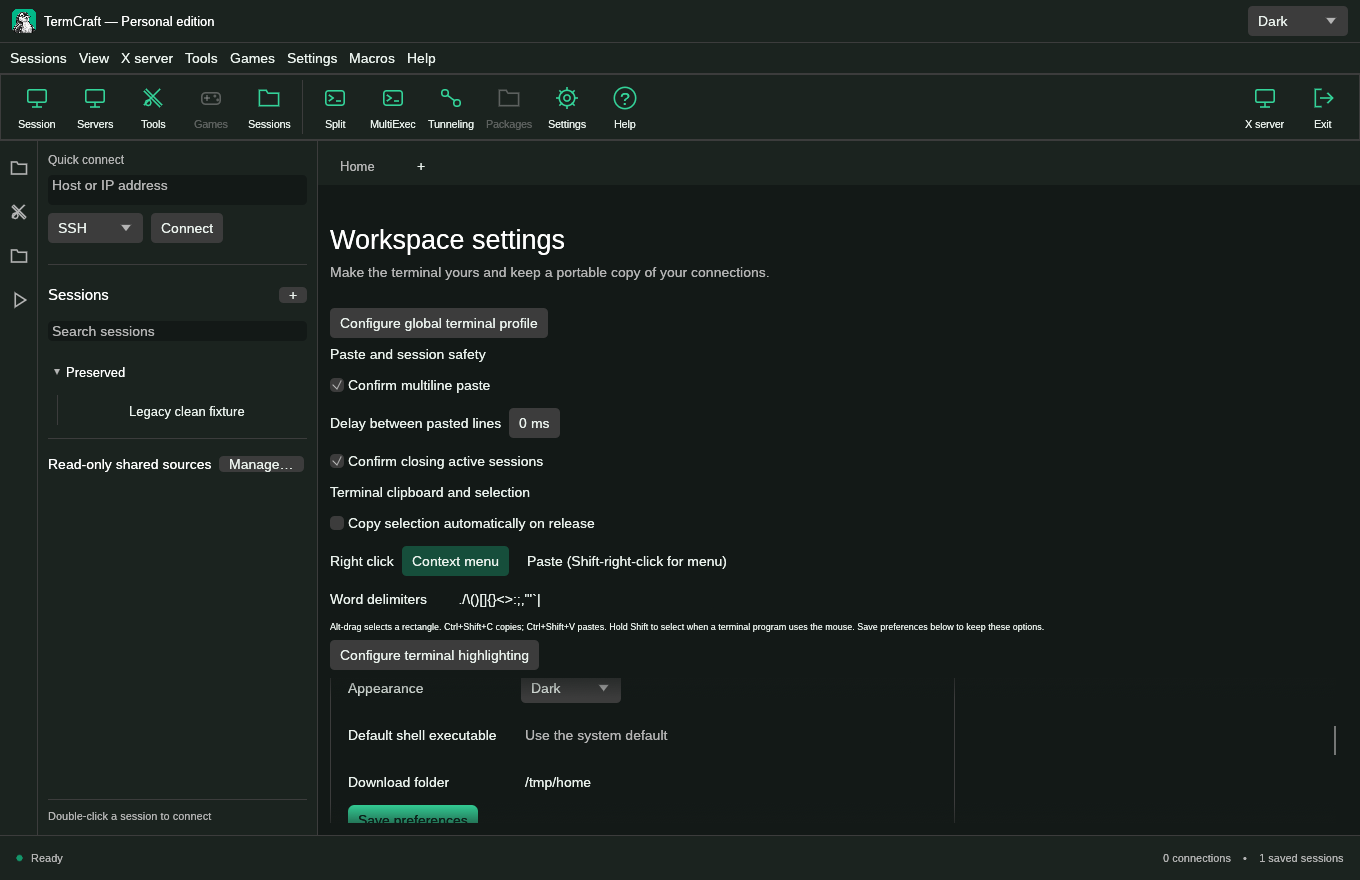 TermCraft — Personal edition
Dark
Sessions View X server Tools Games Settings Macros Help
Session Servers Tools Games Sessions Split MultiExec Tunneling Packages Settings Help X server Exit
Quick connect
Host or IP address
SSH Connect
Sessions +
Search sessions
Preserved
Legacy clean fixture
Read-only shared sources Manage…
Double-click a session to connect
Home +
Workspace settings
Make the terminal yours and keep a portable copy of your connections.
Configure global terminal profile
Paste and session safety
Confirm multiline paste
Delay between pasted lines 0 ms
Confirm closing active sessions
Terminal clipboard and selection
Copy selection automatically on release
Right click Context menu Paste (Shift-right-click for menu)
Word delimiters ./\()[]{}<>:;,"'`|
Alt-drag selects a rectangle. Ctrl+Shift+C copies; Ctrl+Shift+V pastes. Hold Shift to select when a terminal program uses the mouse. Save preferences below to keep these options.
Configure terminal highlighting
Appearance Dark
Default shell executable Use the system default
Download folder /tmp/home
Save preferences
Ready
0 connections • 1 saved sessions